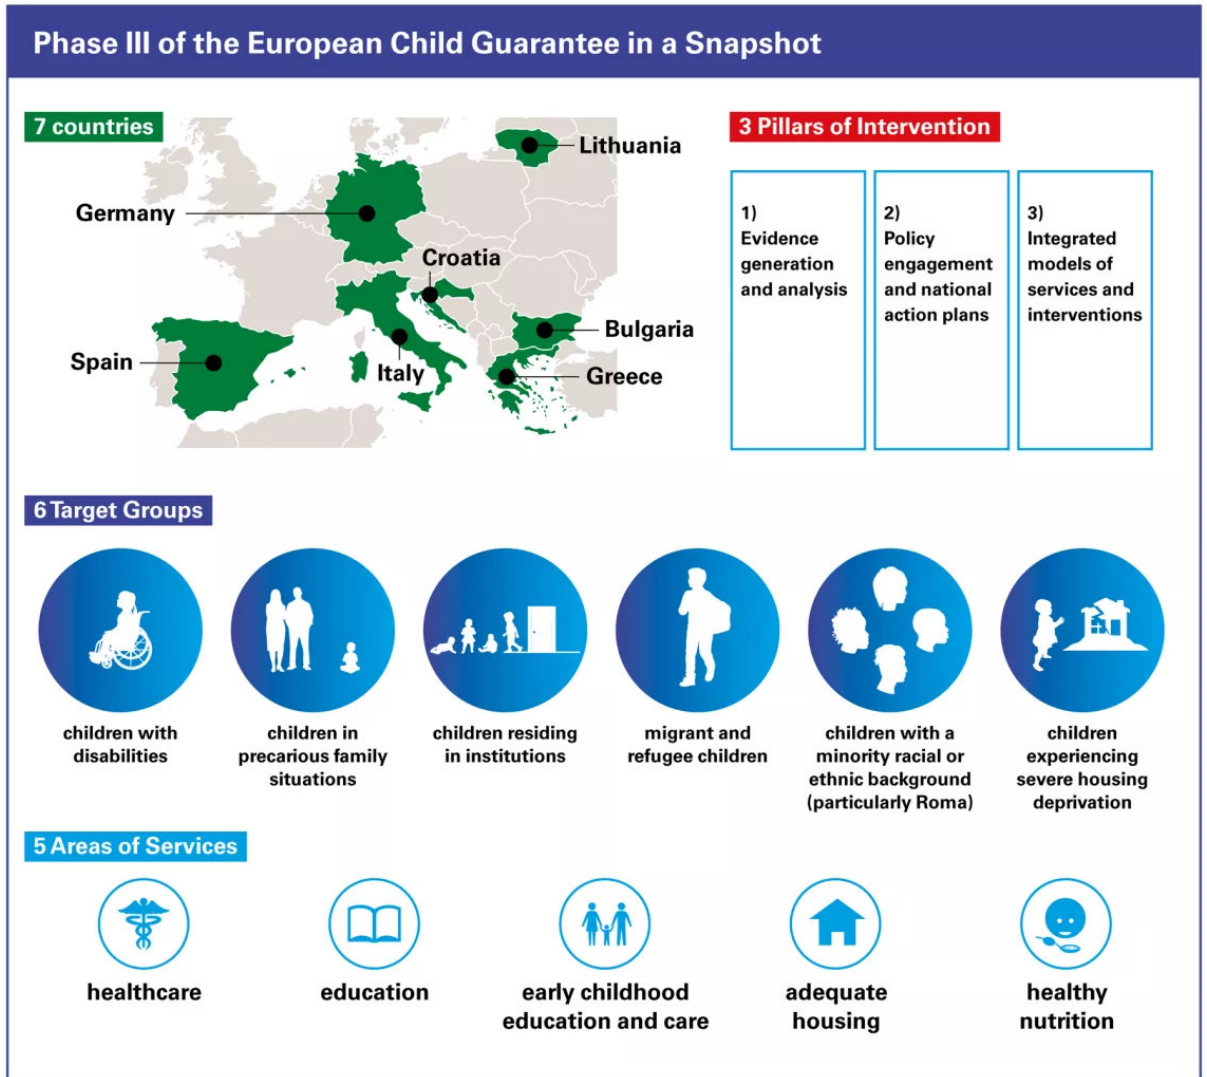 Phase III of the European Child Guarantee in a Snapshot
7 countries
Lithuania
Germany
Croatia
Bulgaria
Spain
Italy
Greece
3 Pillars of Intervention
1)
Evidence
generation
and analysis
2)
Policy
engagement
and national
action plans
3)
Integrated
models of
services and
interventions
6 Target Groups
children with
disabilities
children in
precarious family
situations
children residing
in institutions
migrant and
refugee children
children with a
minority racial or
ethnic background
(particularly Roma)
children
experiencing
severe housing
deprivation
5 Areas of Services
healthcare
education
early childhood
education and care
adequate
housing
healthy
nutrition